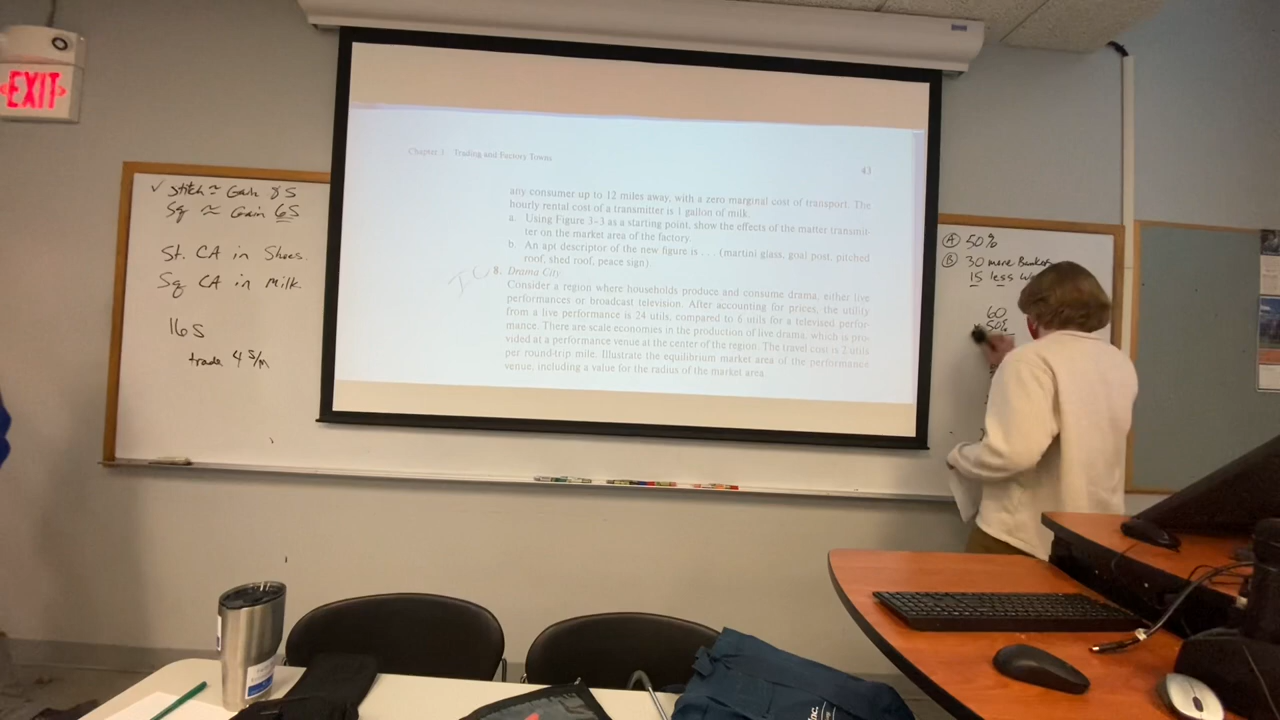 EXIT
✓ Stitch ≈ Gain 8S
Sq ≈ Gain 6S
St. CA in Shoes
Sq CA in Milk
16S
trade 4 S/M
Chapter 3 Trading and Factory Towns
43
any consumer up to 12 miles away, with a zero marginal cost of transport. The
hourly rental cost of a transmitter is 1 gallon of milk.
a. Using Figure 3-3 as a starting point, show the effects of the matter transmit-
ter on the market area of the factory.
b. An apt descriptor of the new figure is . . . (martini glass, goal post, pitched
roof, shed roof, peace sign)
8. Drama City
Consider a region where households produce and consume drama, either live
performances or broadcast television. After accounting for prices, the utility
from a live performance is 24 utils, compared to 6 utils for a televised perfor-
mance. There are scale economies in the production of live drama, which is pro-
vided at a performance venue at the center of the region. The travel cost is 2 utils
per round-trip mile. Illustrate the equilibrium market area of the performance
venue, including a value for the radius of the market area.
Ⓐ 50%
Ⓑ 30 more Basket
15 less
60
50%
Inc.